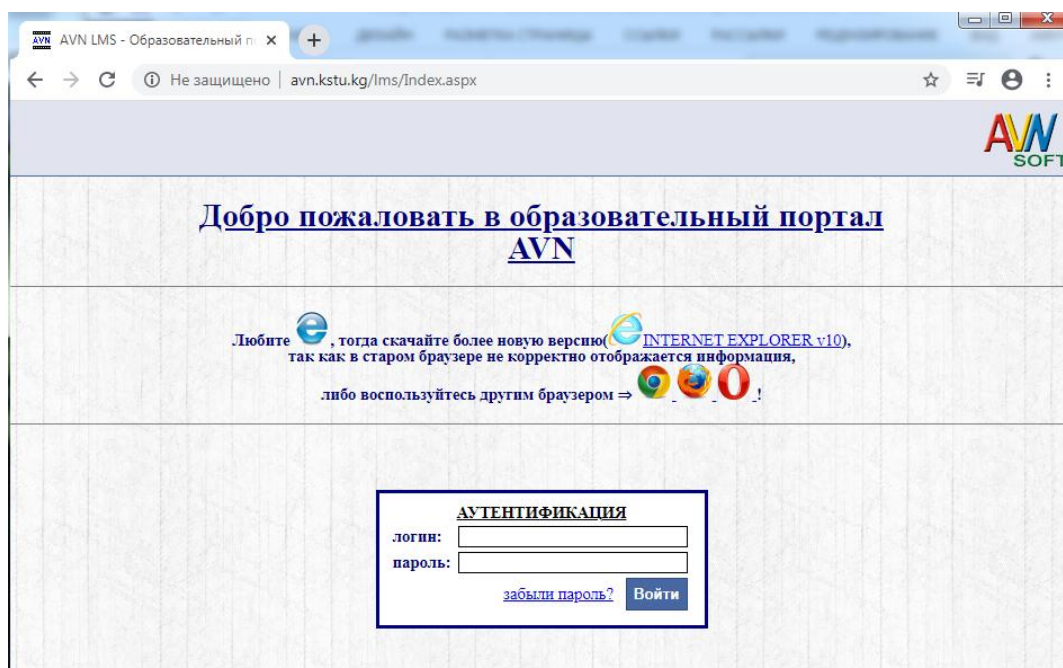 AVN AVN LMS - Образовательный п
Не защищено | avn.kstu.kg/lms/Index.aspx
AVN
SOFT
Добро пожаловать в образовательный портал
AVN
Любите , тогда скачайте более новую версию( INTERNET EXPLORER v10),
так как в старом браузере не корректно отображается информация,
либо воспользуйтесь другим браузером ⇒ !
АУТЕНТИФИКАЦИЯ
логин:
пароль:
забыли пароль? Войти